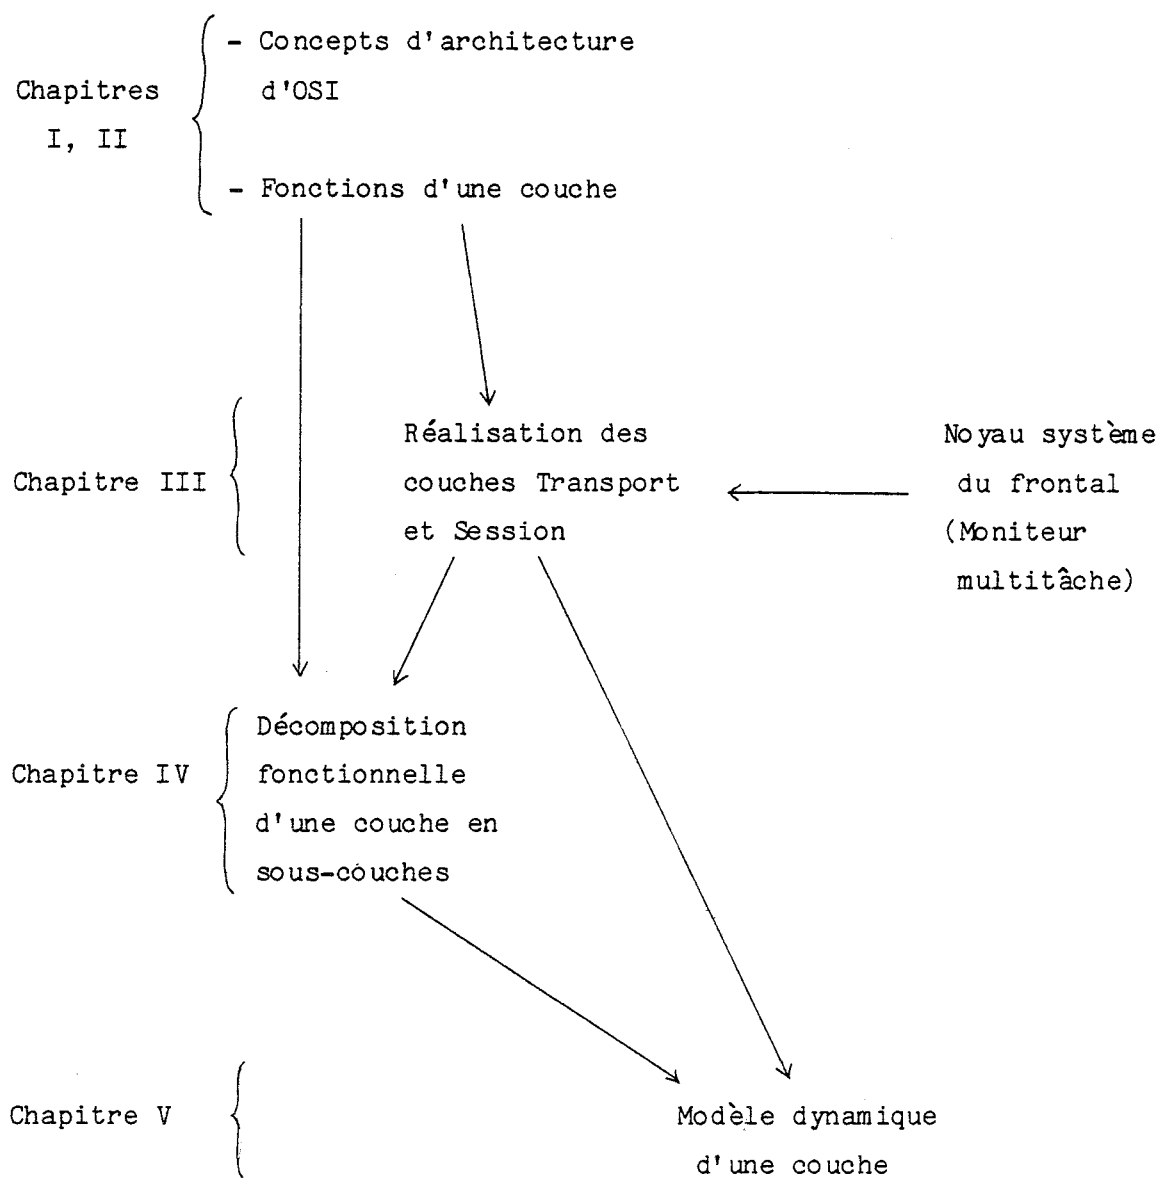 - Concepts d'architecture
d'OSI
Chapitres
I, II
- Fonctions d'une couche
Chapitre III
Réalisation des
couches Transport
et Session
Noyau système
du frontal
(Moniteur
multitâche)
Chapitre IV
Décomposition
fonctionnelle
d'une couche en
sous-couches
Chapitre V
Modèle dynamique
d'une couche